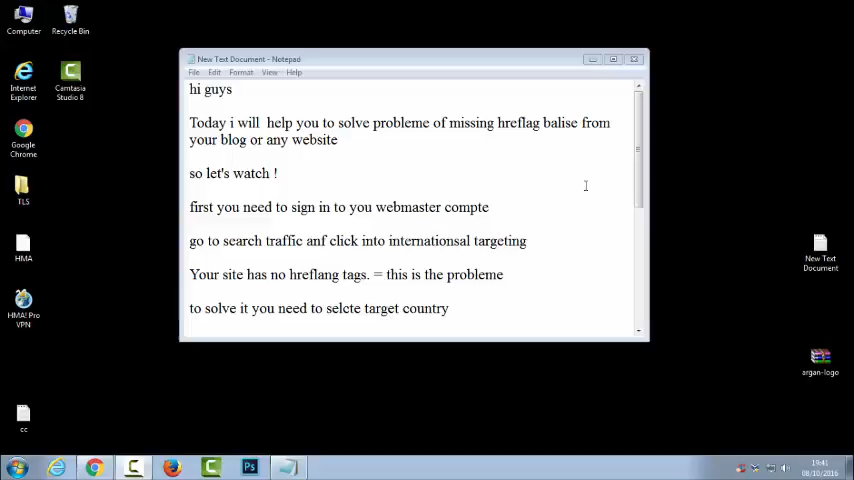 Computer
Recycle Bin
Internet
Explorer
Camtasia
Studio 8
Google
Chrome
TLS
HMA
HMA! Pro
VPN
cc
New Text Document - Notepad
File Edit Format View Help
hi guys
Today i will  help you to solve probleme of missing hreflag balise from
your blog or any website
so let's watch !
first you need to sign in to you webmaster compte
go to search traffic anf click into internationsal targeting
Your site has no hreflang tags. = this is the probleme
to solve it you need to selcte target country
New Text
Document
argan-logo
Ps
19:41
08/10/2016